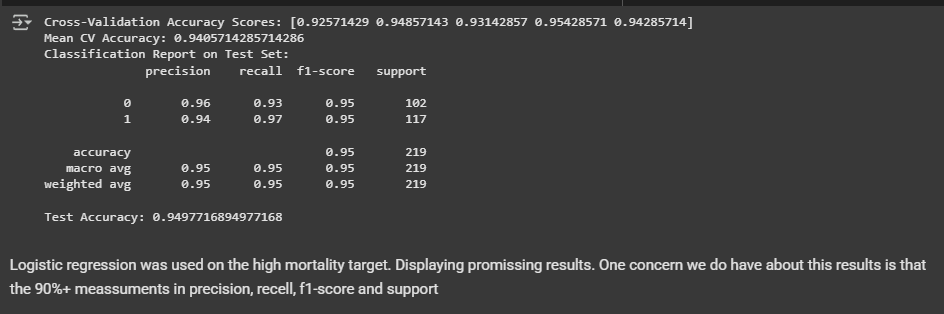 Cross-Validation Accuracy Scores: [0.92571429 0.94857143 0.93142857 0.95428571 0.94285714]
Mean CV Accuracy: 0.9405714285714286
Classification Report on Test Set:
precision recall f1-score support
0 0.96 0.93 0.95 102
1 0.94 0.97 0.95 117
accuracy 0.95 219
macro avg 0.95 0.95 0.95 219
weighted avg 0.95 0.95 0.95 219
Test Accuracy: 0.9497716894977168
Logistic regression was used on the high mortality target. Displaying promissing results. One concern we do have about this results is that
the 90%+ meassuments in precision, recell, f1-score and support